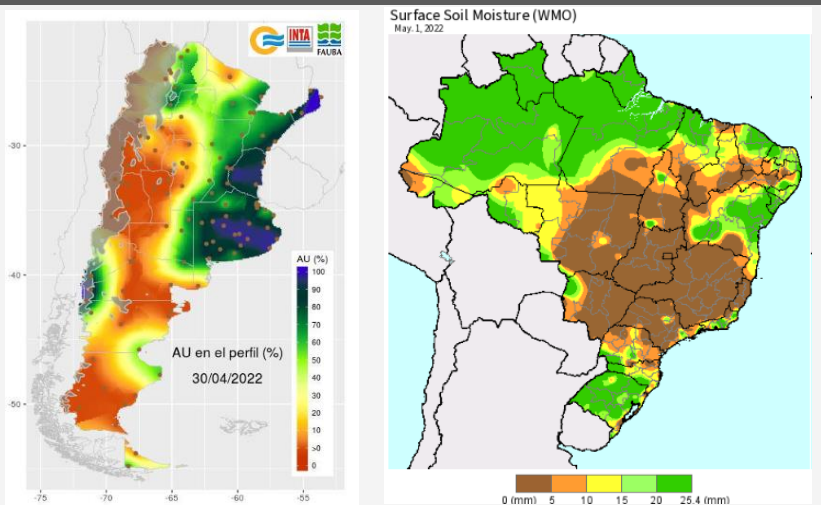 INTA
FAUBA
-30
-40
-50
AU (%)
100
90
80
70
60
50
40
30
20
10
>0
0
AU en el perfil (%)
30/04/2022
-75 -70 -65 -60 -55
Surface Soil Moisture (WMO)
May. 1, 2022
0 (mm) 5 10 15 20 25.4 (mm)